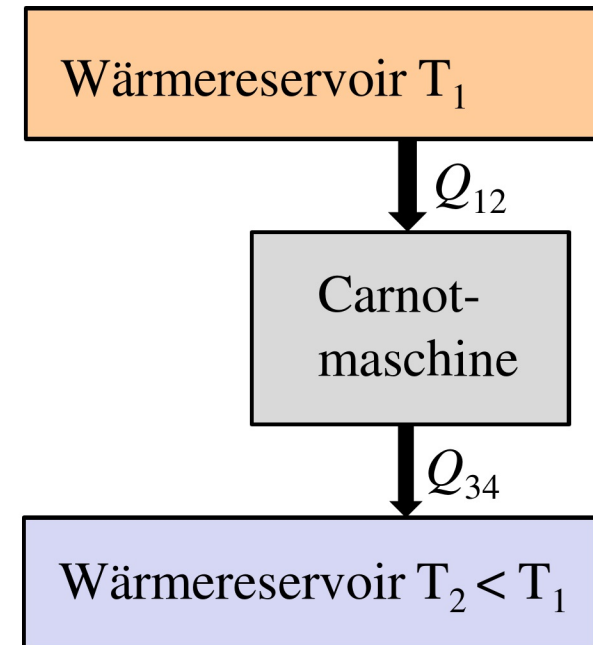 Wärmereservoir T₁
Q₁₂
Carnot-
maschine
Q₃₄
Wärmereservoir T₂ < T₁